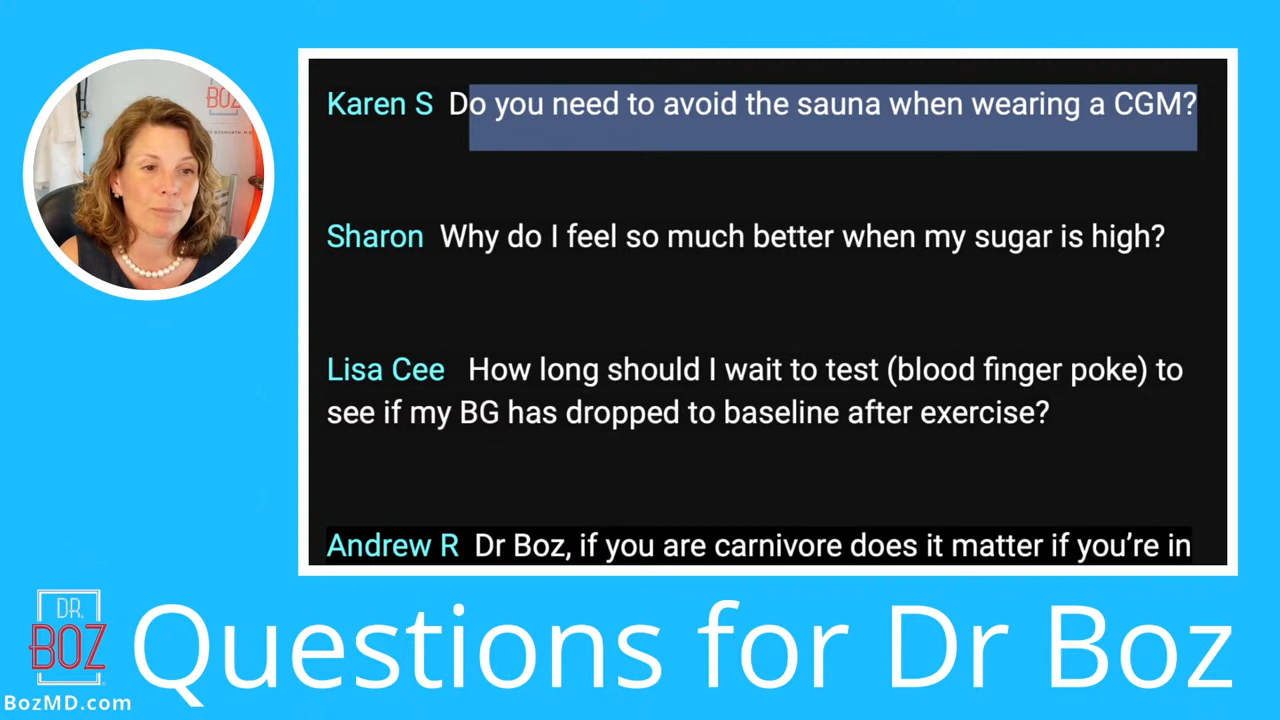 BOZ
Karen S Do you need to avoid the sauna when wearing a CGM?
Sharon Why do I feel so much better when my sugar is high?
Lisa Cee How long should I wait to test (blood finger poke) to
see if my BG has dropped to baseline after exercise?
Andrew R Dr Boz, if you are carnivore does it matter if you’re in
DR.
BOZ
BozMD.com
Questions for Dr Boz